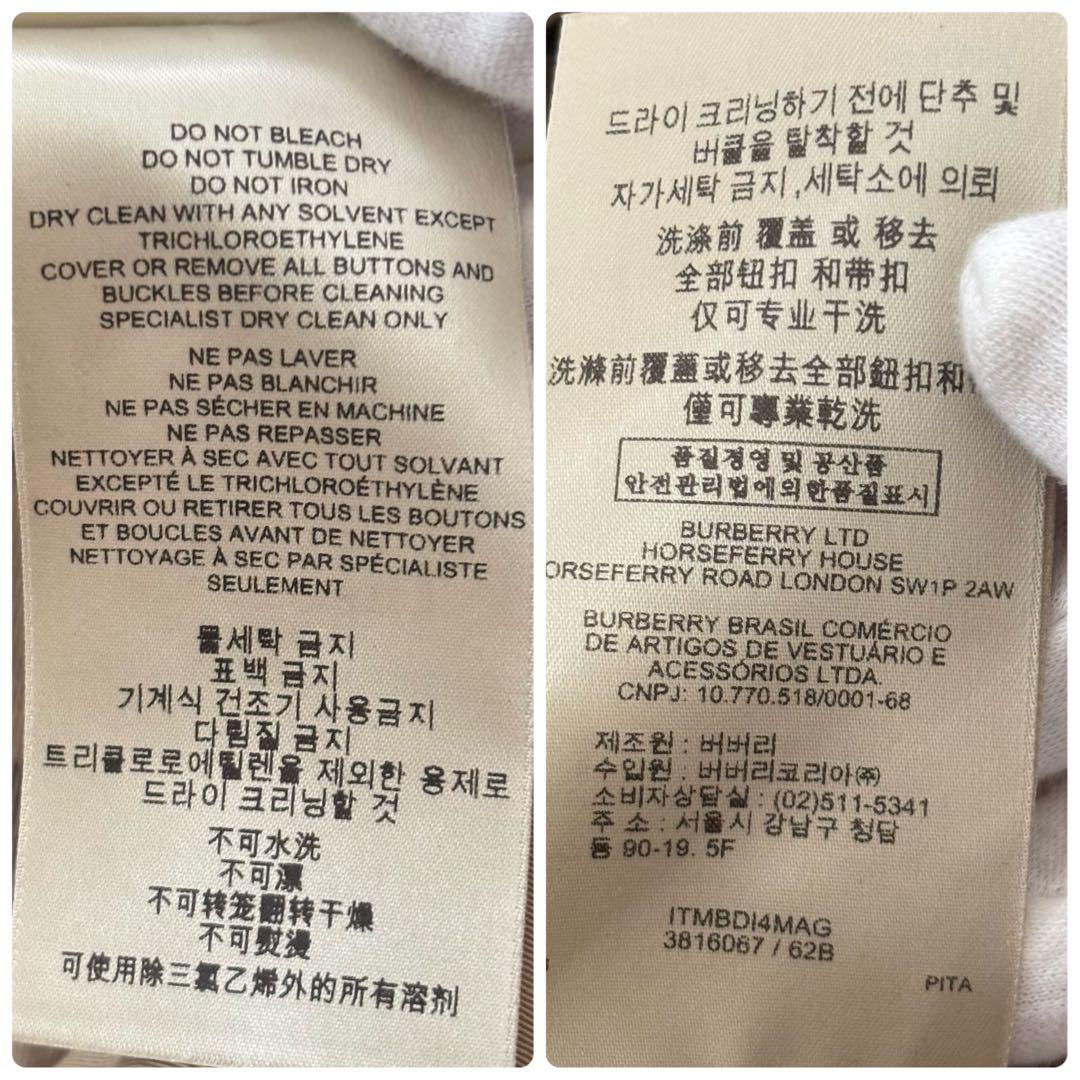 DO NOT BLEACH
DO NOT TUMBLE DRY
DO NOT IRON
DRY CLEAN WITH ANY SOLVENT EXCEPT
TRICHLOROETHYLENE
COVER OR REMOVE ALL BUTTONS AND
BUCKLES BEFORE CLEANING
SPECIALIST DRY CLEAN ONLY
NE PAS LAVER
NE PAS BLANCHIR
NE PAS SÉCHER EN MACHINE
NE PAS REPASSER
NETTOYER À SEC AVEC TOUT SOLVANT
EXCEPTÉ LE TRICHLOROÉTHYLÈNE
COUVRIR OU RETIRER TOUS LES BOUTONS
ET BOUCLES AVANT DE NETTOYER
NETTOYAGE À SEC PAR SPÉCIALISTE
SEULEMENT
물세탁 금지
표백 금지
기계식 건조기 사용금지
다림질 금지
트리클로로에틸렌을 제외한 용제로
드라이 크리닝할 것
不可水洗
不可漂
不可转笼翻转干燥
不可熨烫
可使用除三氯乙烯外的所有溶剂
드라이 크리닝하기 전에 단추 및
버클을 탈착할 것
자가세탁 금지,세탁소에 의뢰
洗涤前 覆盖 或 移去
全部钮扣 和带扣
仅可专业干洗
洗滌前覆蓋或移去全部鈕扣和
僅可專業乾洗
품질경영 및 공산품
안전관리법에의한품질표시
BURBERRY LTD
HORSEFERRY HOUSE
ORSEFERRY ROAD LONDON SW1P 2AW
BURBERRY BRASIL COMÉRCIO
DE ARTIGOS DE VESTUÁRIO E
ACESSÓRIOS LTDA.
CNPJ: 10.770.518/0001-68
제조원 : 버버리
수입원 : 버버리코리아㈜
소비자상담실 : (02)511-5341
주 소 : 서울시 강남구 청담
동 90-19. 5F
ITMBDI4MAG
3816067 / 62B
PITA